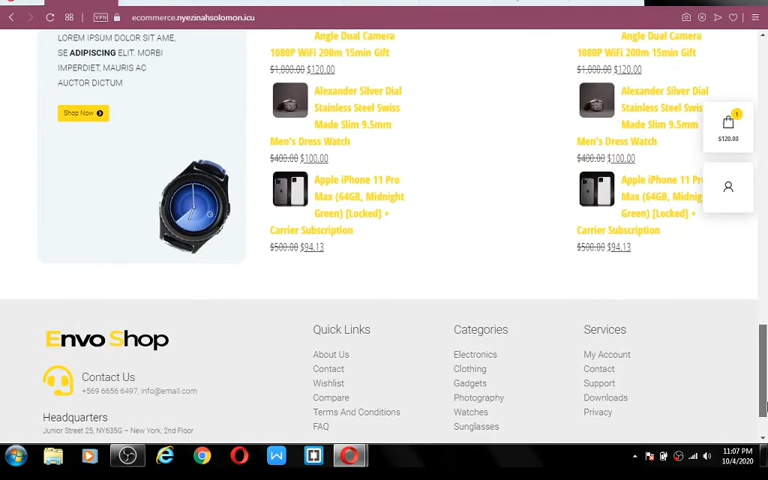 VPN
ecommerce.nyezinahsolomon.icu
LOREM IPSUM DOLOR SIT AME,
SE ADIPISCING ELIT. MORBI
IMPERDIET, MAURIS AC
AUCTOR DICTUM
Shop Now
Angle Dual Camera
1080P WiFi 200m 15min Gift
$1,000.00 $120.00
Alexander Silver Dial
Stainless Steel Swiss
Made Slim 9.5mm
Men's Dress Watch
$400.00 $100.00
Apple iPhone 11 Pro
Max (64GB, Midnight
Green) [Locked] +
Carrier Subscription
$500.00 $94.13
Angle Dual Camera
1080P WiFi 200m 15min Gift
$1,000.00 $120.00
Alexander Silver Dial
Stainless Steel Swiss
Made Slim 9.5mm
Men's Dress Watch
$400.00 $100.00
Apple iPhone 11 Pro
Max (64GB, Midnig
Green) [Locked] +
Carrier Subscription
$500.00 $94.13
1
$120.00
Envo Shop
Contact Us
+569 6656 6497, info@email.com
Headquarters
Junior Street 25, NY635G – New York, 2nd Floor
Quick Links
About Us
Contact
Wishlist
Compare
Terms And Conditions
FAQ
Categories
Electronics
Clothing
Gadgets
Photography
Watches
Sunglasses
Services
My Account
Contact
Support
Downloads
Privacy
11:07 PM
10/4/2020